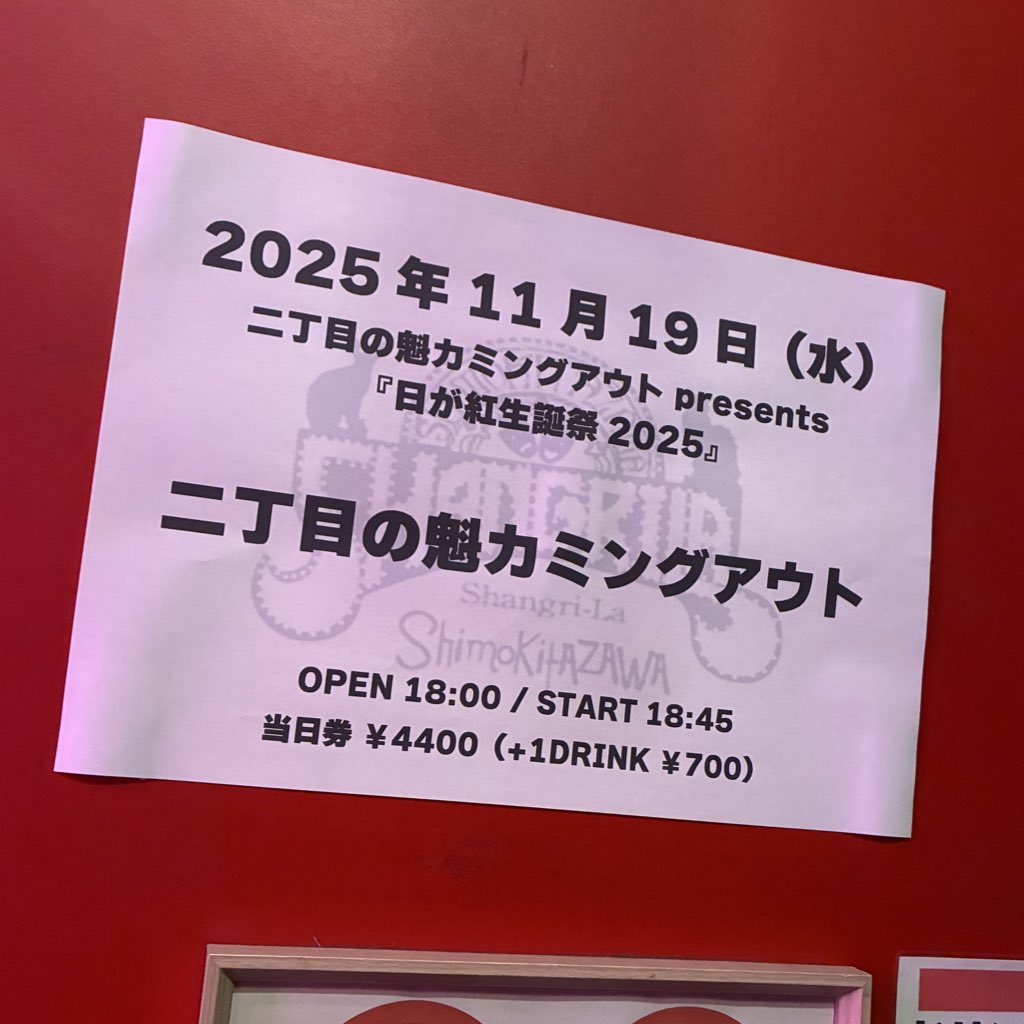 2025年11月19日（水）
二丁目の魁カミングアウト presents
『日が紅生誕祭 2025』
二丁目の魁カミングアウト
SHANGRILA
Shangri-La
ShimoKitAZAWA
OPEN 18:00 / START 18:45
当日券 ￥4400（+1DRINK ￥700）